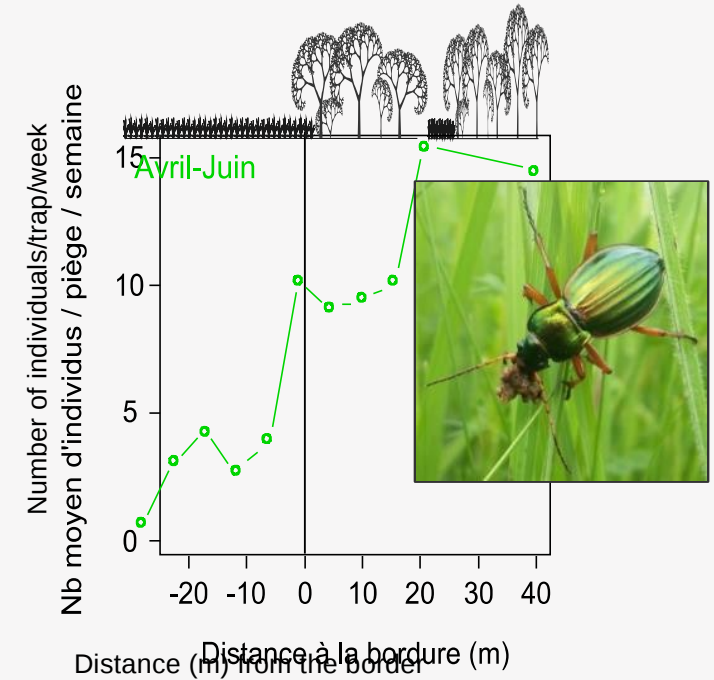 Number of individuals/trap/week
Nb moyen d'individus / piège / semaine
15
Avril-Juin
10
5
0
-20 -10 0 10 20 30 40
Distance à la bordure (m)
Distance (m) from the border